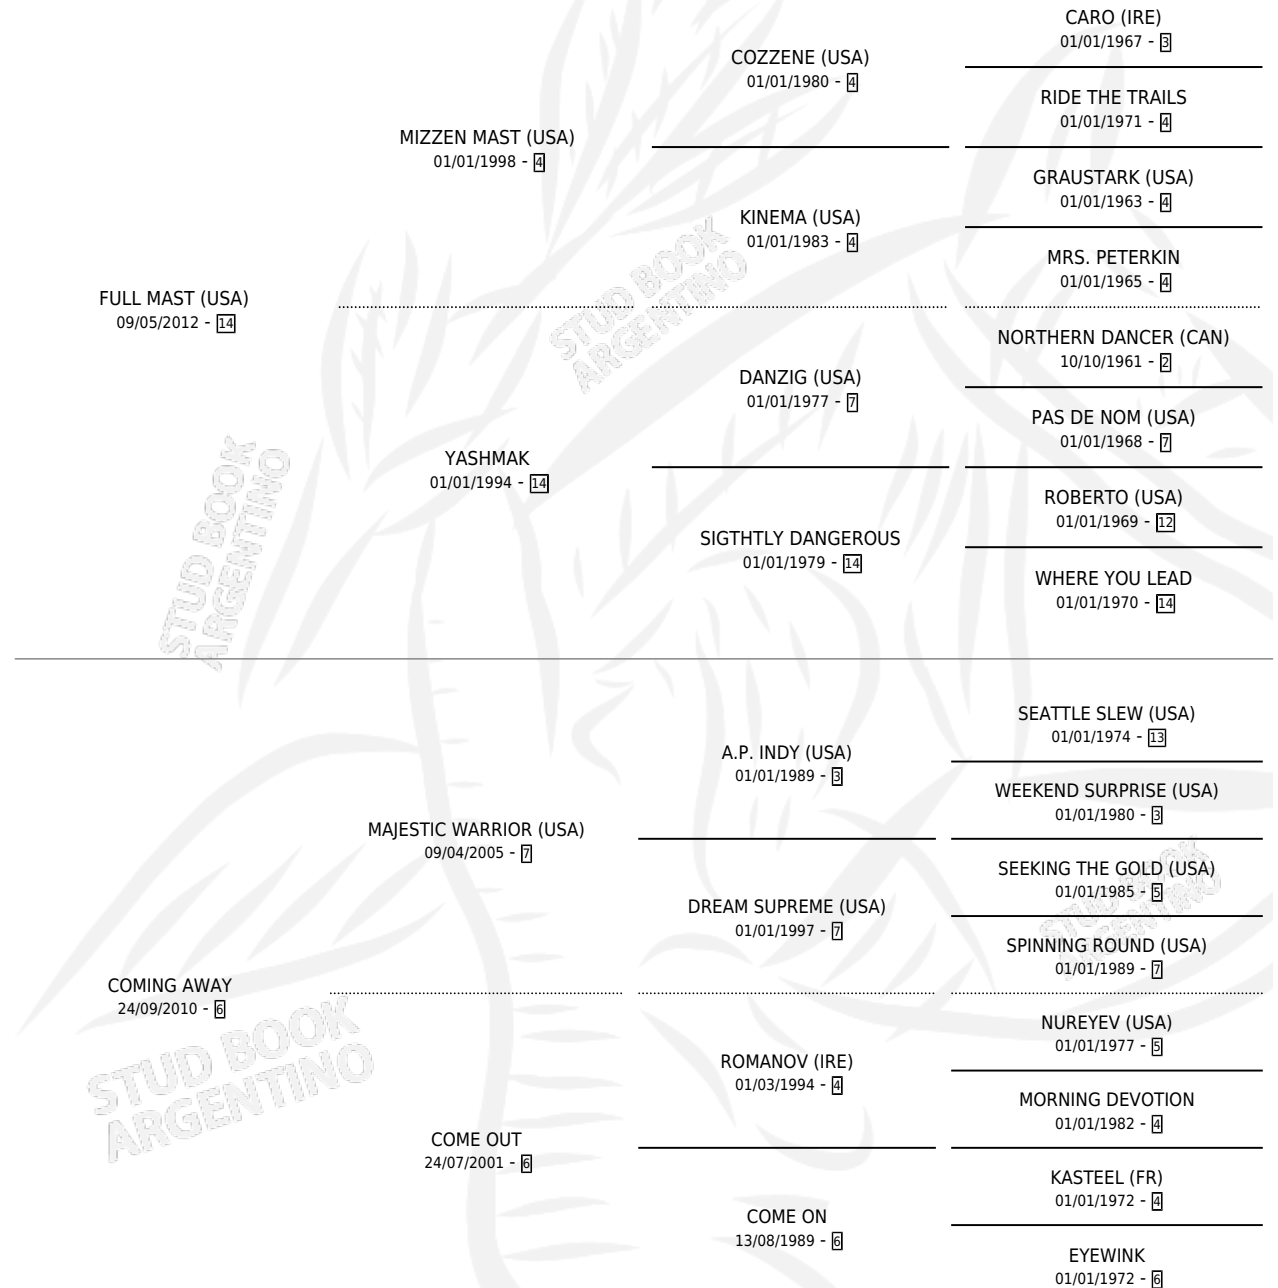 FULL MAST (USA)
09/05/2012 - 14
MIZZEN MAST (USA)
01/01/1998 - 4
COZZENE (USA)
01/01/1980 - 4
CARO (IRE)
01/01/1967 - 3
RIDE THE TRAILS
01/01/1971 - 4
KINEMA (USA)
01/01/1983 - 4
GRAUSTARK (USA)
01/01/1963 - 4
MRS. PETERKIN
01/01/1965 - 4
YASHMAK
01/01/1994 - 14
DANZIG (USA)
01/01/1977 - 7
NORTHERN DANCER (CAN)
10/10/1961 - 2
PAS DE NOM (USA)
01/01/1968 - 7
SIGTHTLY DANGEROUS
01/01/1979 - 14
ROBERTO (USA)
01/01/1969 - 12
WHERE YOU LEAD
01/01/1970 - 14
COMING AWAY
24/09/2010 - 6
MAJESTIC WARRIOR (USA)
09/04/2005 - 7
A.P. INDY (USA)
01/01/1989 - 3
SEATTLE SLEW (USA)
01/01/1974 - 13
WEEKEND SURPRISE (USA)
01/01/1980 - 3
DREAM SUPREME (USA)
01/01/1997 - 7
SEEKING THE GOLD (USA)
01/01/1985 - 5
SPINNING ROUND (USA)
01/01/1989 - 7
COME OUT
24/07/2001 - 6
ROMANOV (IRE)
01/03/1994 - 4
NUREYEV (USA)
01/01/1977 - 5
MORNING DEVOTION
01/01/1982 - 4
COME ON
13/08/1989 - 6
KASTEEL (FR)
01/01/1972 - 4
EYEWINK
01/01/1972 - 6
STUD BOOK
ARGENTINO
STUD BOOK
ARGENTINO
STUD BOOK
ARGENTINO
STUD BOOK
ARGENTINO